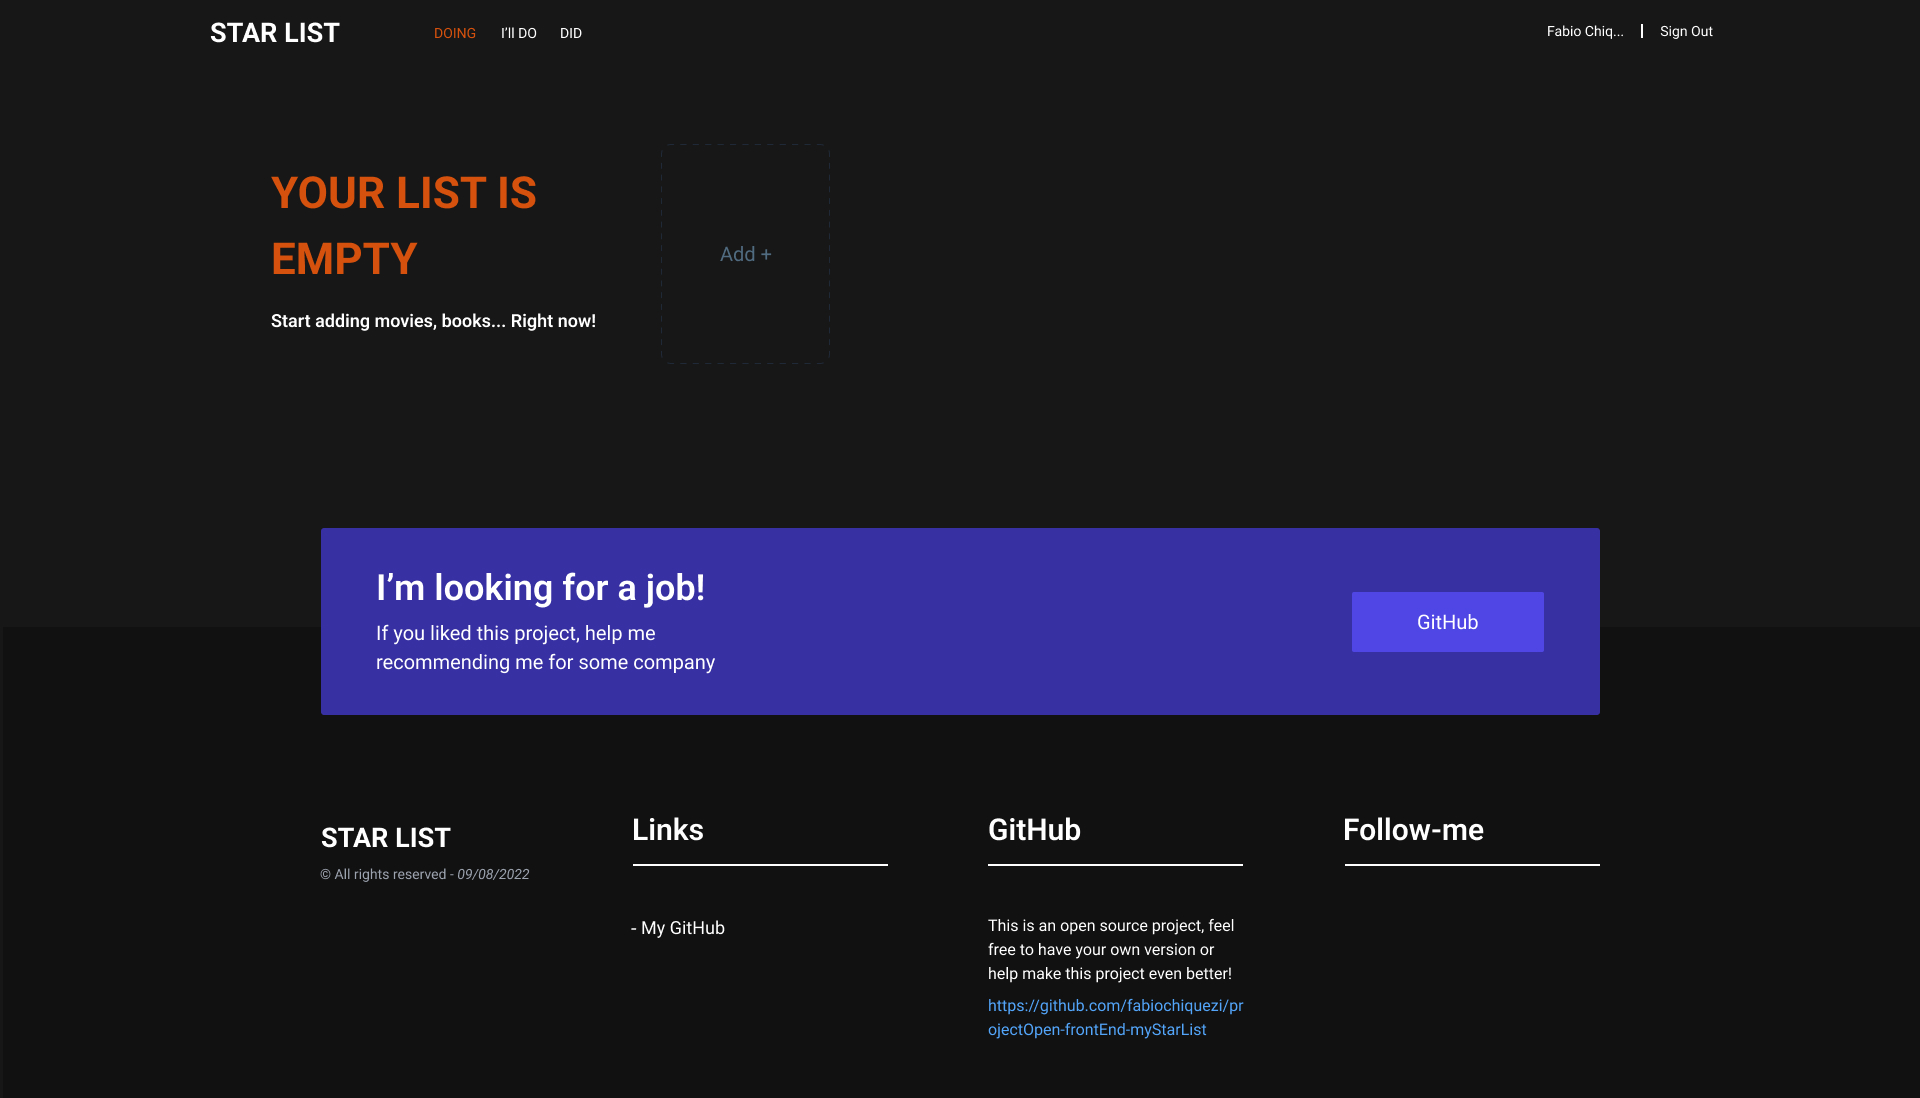 STAR LIST
DOING
I’ll DO
DID
Fabio Chiq...
Sign Out
YOUR LIST IS
EMPTY
Start adding movies, books... Right now!
Add +
I’m looking for a job!
If you liked this project, help me
recommending me for some company
GitHub
STAR LIST
© All rights reserved - 09/08/2022
Links
- My GitHub
GitHub
This is an open source project, feel
free to have your own version or
help make this project even better!
https://github.com/fabiochiquezi/pr
ojectOpen-frontEnd-myStarList
Follow-me